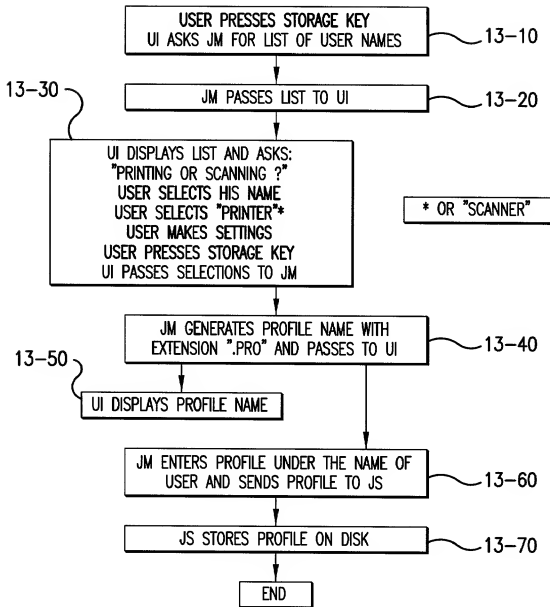 USER PRESSES STORAGE KEY
UI ASKS JM FOR LIST OF USER NAMES
13-10
13-30
JM PASSES LIST TO UI
13-20
UI DISPLAYS LIST AND ASKS:
"PRINTING OR SCANNING ?"
USER SELECTS HIS NAME
USER SELECTS "PRINTER"*
USER MAKES SETTINGS
USER PRESSES STORAGE KEY
UI PASSES SELECTIONS TO JM
* OR "SCANNER"
JM GENERATES PROFILE NAME WITH
EXTENSION ".PRO" AND PASSES TO UI
13-40
13-50
UI DISPLAYS PROFILE NAME
JM ENTERS PROFILE UNDER THE NAME OF
USER AND SENDS PROFILE TO JS
13-60
JS STORES PROFILE ON DISK
13-70
END